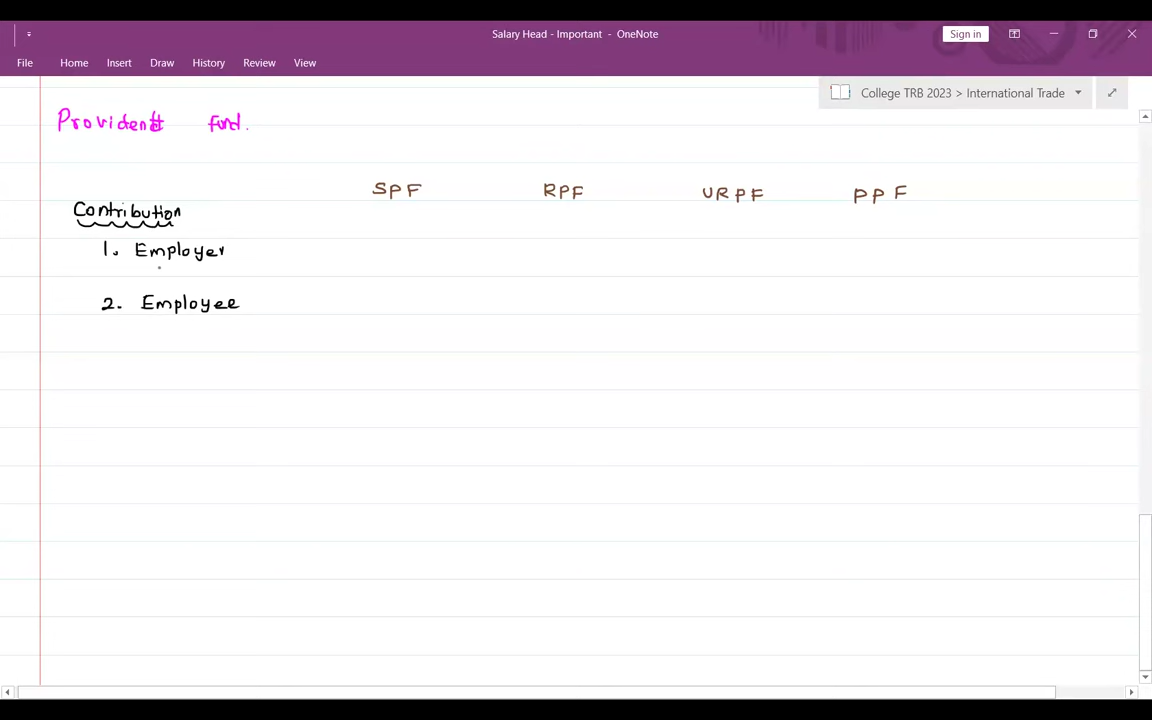 Salary Head - Important - OneNote
Sign in
File Home Insert Draw History Review View
College TRB 2023 > International Trade
Provident Fund.
SPF RPF URPF PPF
Contribution
1. Employer
2. Employee